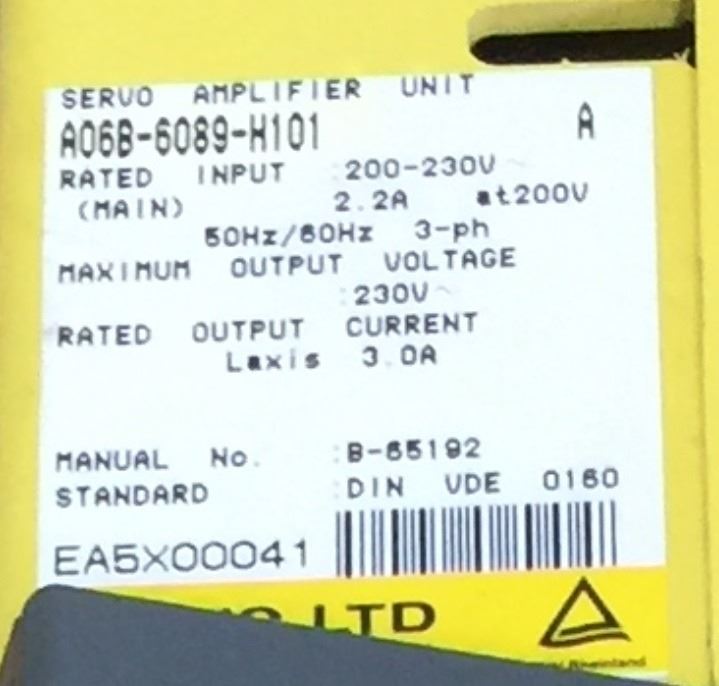 SERVO AMPLIFIER UNIT
A06B-6089-H101 A
RATED INPUT :200-230V~
(MAIN) 2.2A at200V
50Hz/60Hz 3-ph
MAXIMUM OUTPUT VOLTAGE
:230V~
RATED OUTPUT CURRENT
Laxis 3.0A
MANUAL No. :B-65192
STANDARD :DIN VDE 0160
EA5X00041
LTD
Rheinland